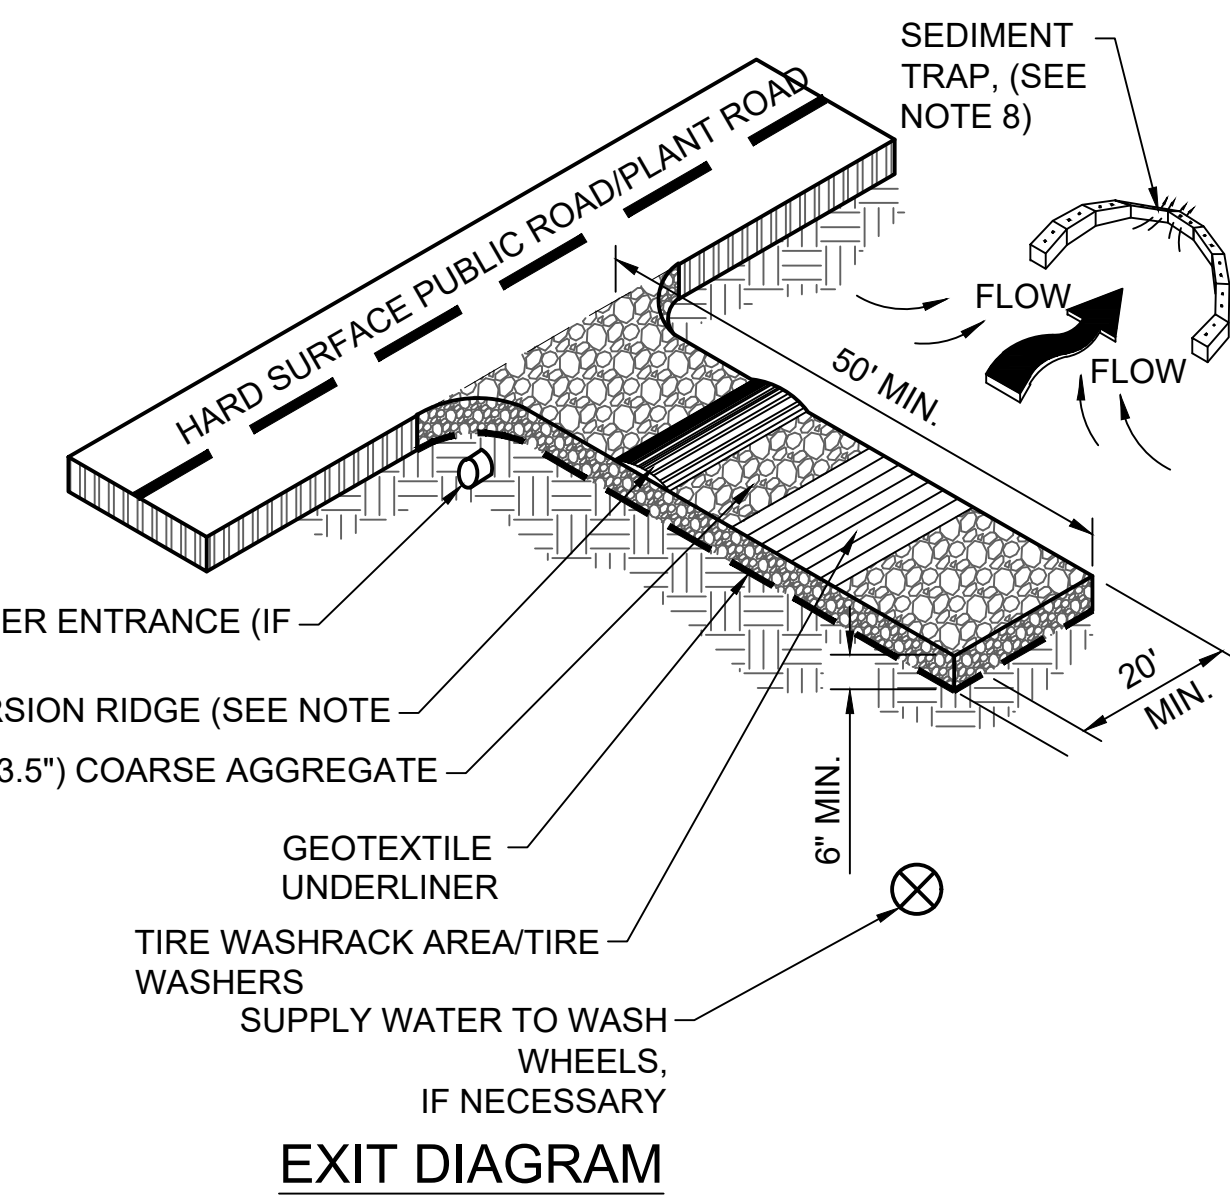 SEDIMENT
TRAP, (SEE
NOTE 8)
HARD SURFACE PUBLIC ROAD/PLANT ROAD
FLOW
FLOW
50' MIN.
20'
MIN.
6" MIN.
ER ENTRANCE (IF
RSION RIDGE (SEE NOTE
3.5") COARSE AGGREGATE
GEOTEXTILE
UNDERLINER
TIRE WASHRACK AREA/TIRE
WASHERS
SUPPLY WATER TO WASH
WHEELS,
IF NECESSARY
EXIT DIAGRAM